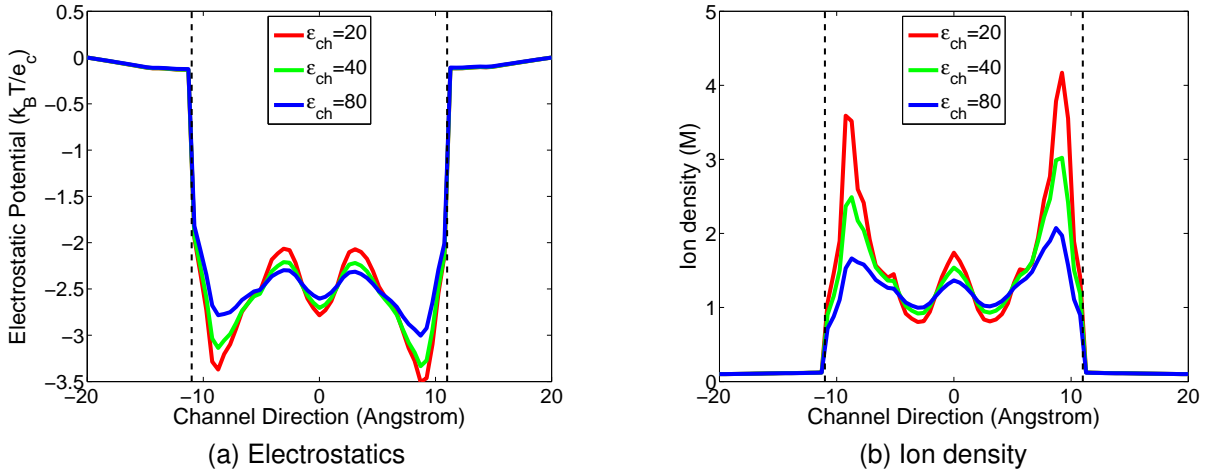 0.5
0
−0.5
−1
−1.5
−2
−2.5
−3
−3.5
−20
−10
0
10
20
Electrostatic Potential (k_B T/e_c)
Channel Direction (Angstrom)
ε_ch=20
ε_ch=40
ε_ch=80
(a) Electrostatics
5
4
3
2
1
0
−20
−10
0
10
20
Ion density (M)
Channel Direction (Angstrom)
ε_ch=20
ε_ch=40
ε_ch=80
(b) Ion density